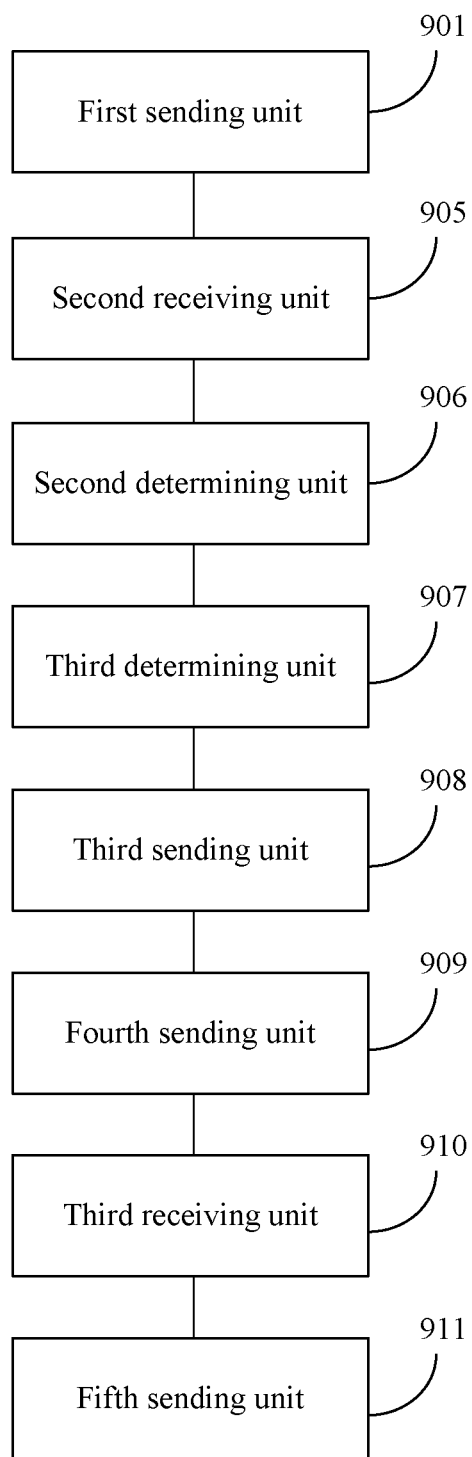 901
First sending unit
905
Second receiving unit
906
Second determining unit
907
Third determining unit
908
Third sending unit
909
Fourth sending unit
910
Third receiving unit
911
Fifth sending unit